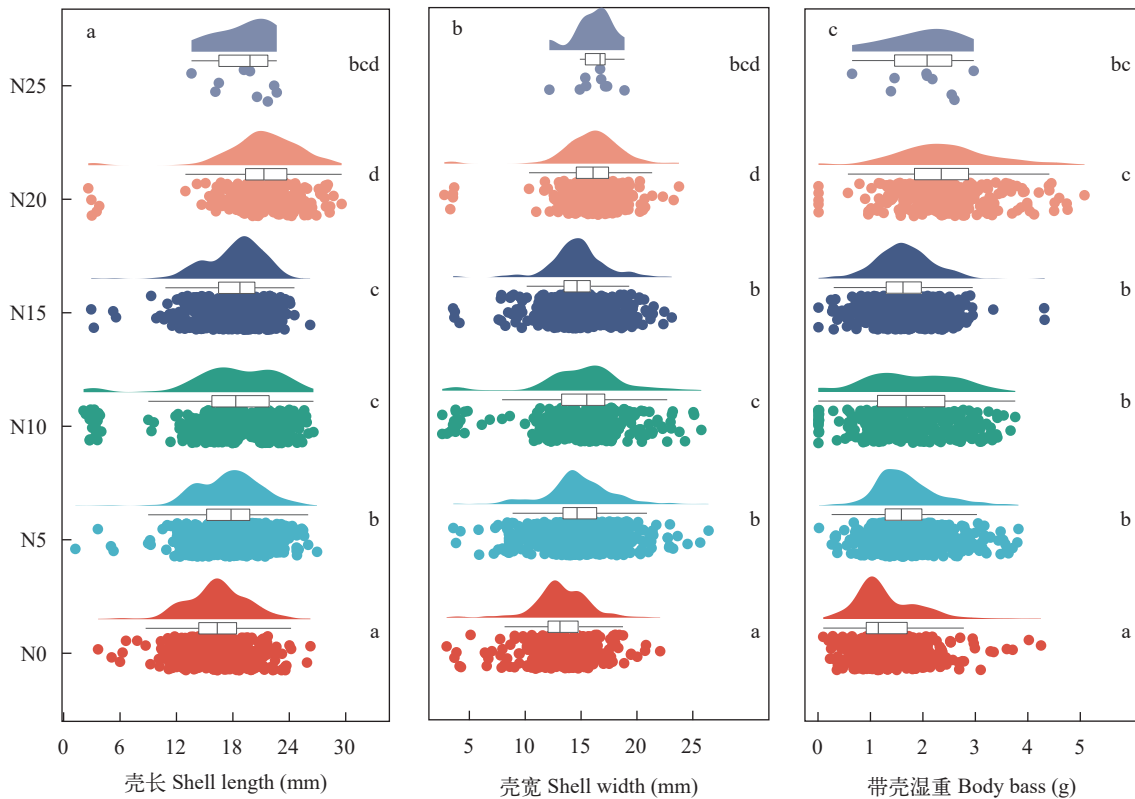 a
b
c
N25
bcd
bcd
bc
N20
d
d
c
N15
c
b
b
N10
c
c
b
N5
b
b
b
N0
a
a
a
0 6 12 18 24 30
5 10 15 20 25
0 1 2 3 4 5
壳长 Shell length (mm)
壳宽 Shell width (mm)
带壳湿重 Body bass (g)